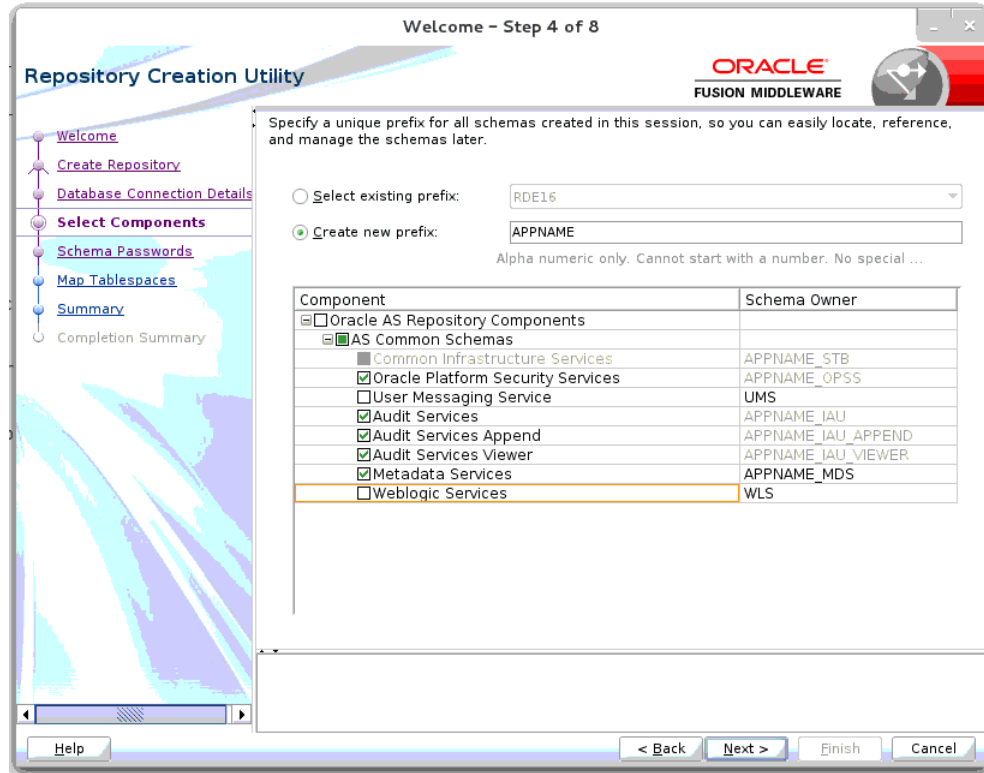 Welcome – Step 4 of 8
Repository Creation Utility
ORACLE
FUSION MIDDLEWARE
Welcome
Create Repository
Database Connection Details
Select Components
Schema Passwords
Map Tablespaces
Summary
Completion Summary
Specify a unique prefix for all schemas created in this session, so you can easily locate, reference,
and manage the schemas later.
Select existing prefix: RDE16
Create new prefix: APPNAME
Alpha numeric only. Cannot start with a number. No special ...
Component Schema Owner
Oracle AS Repository Components
AS Common Schemas
Common Infrastructure Services APPNAME_STB
Oracle Platform Security Services APPNAME_OPSS
User Messaging Service UMS
Audit Services APPNAME_IAU
Audit Services Append APPNAME_IAU_APPEND
Audit Services Viewer APPNAME_IAU_VIEWER
Metadata Services APPNAME_MDS
Weblogic Services WLS
Help < Back Next > Finish Cancel